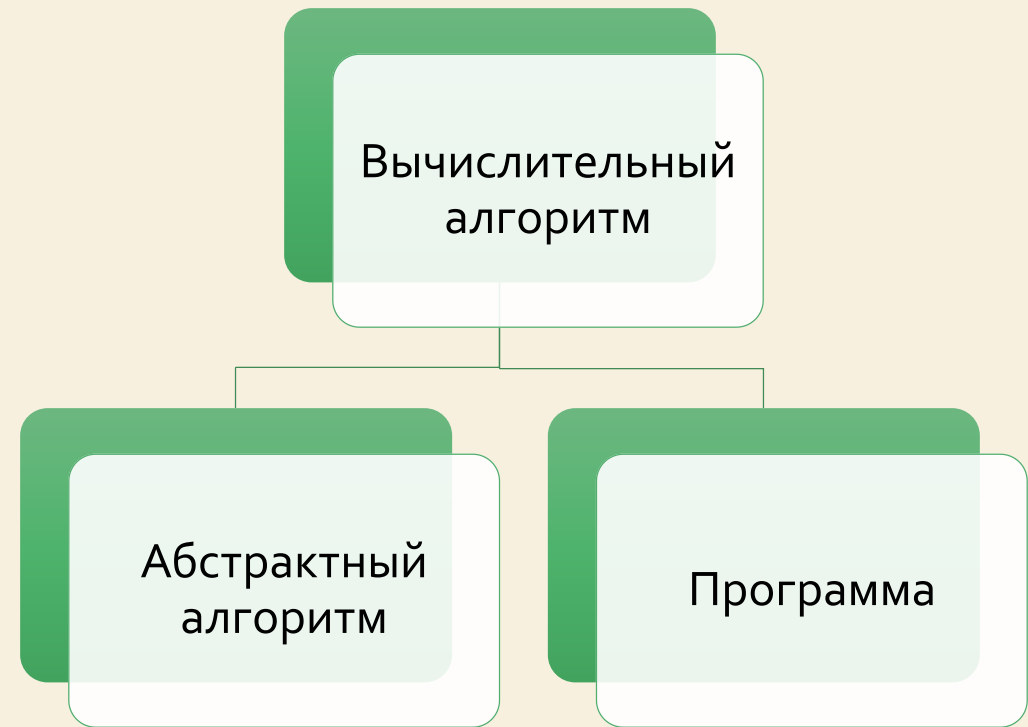 Вычислительный
алгоритм
Абстрактный
алгоритм
Программа